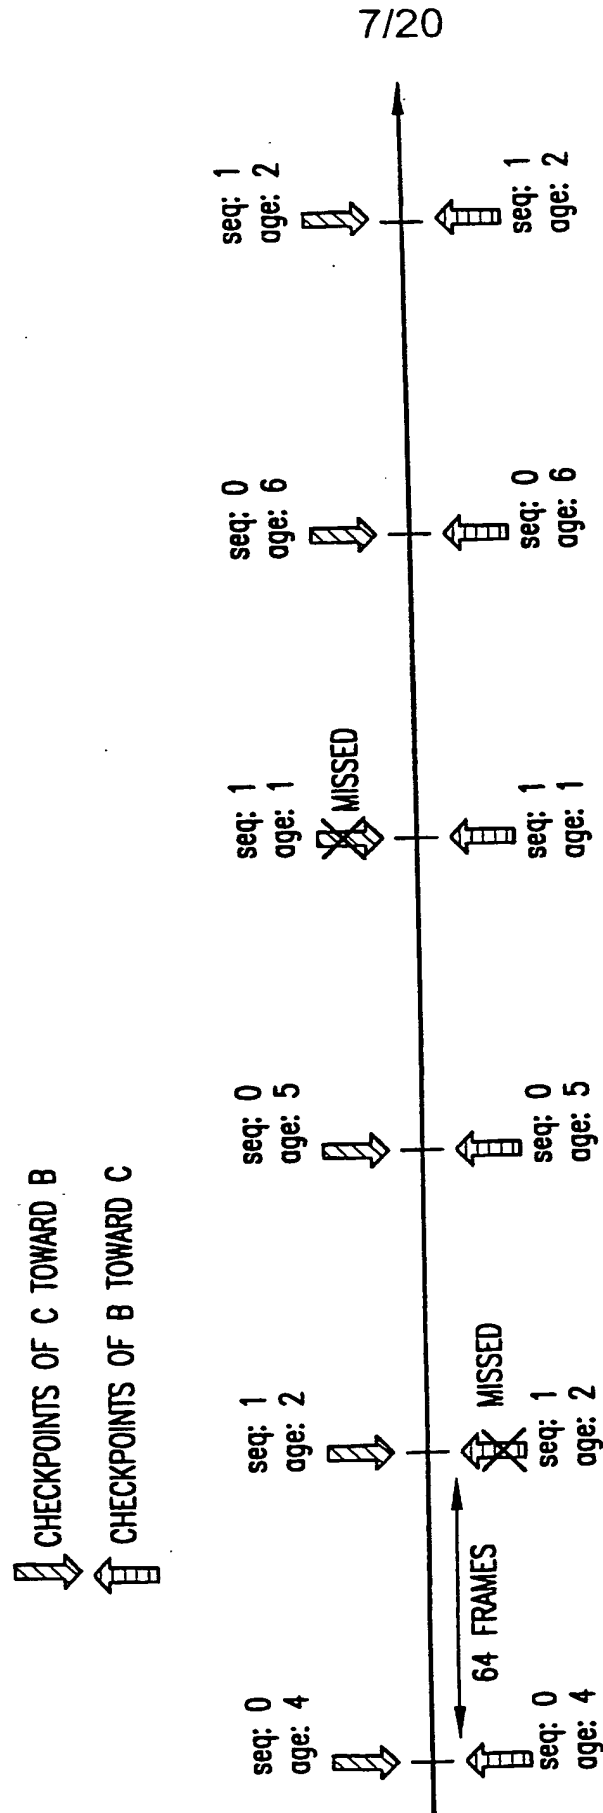 7/20
CHECKPOINTS OF C TOWARD B
CHECKPOINTS OF B TOWARD C
seq: 0
age: 4
seq: 1
age: 2
seq: 0
age: 5
seq: 1
age: 1
MISSED
seq: 0
age: 6
seq: 1
age: 2
64 FRAMES
seq: 0
age: 4
MISSED
seq: 1
age: 2
seq: 0
age: 5
seq: 1
age: 1
seq: 0
age: 6
seq: 1
age: 2